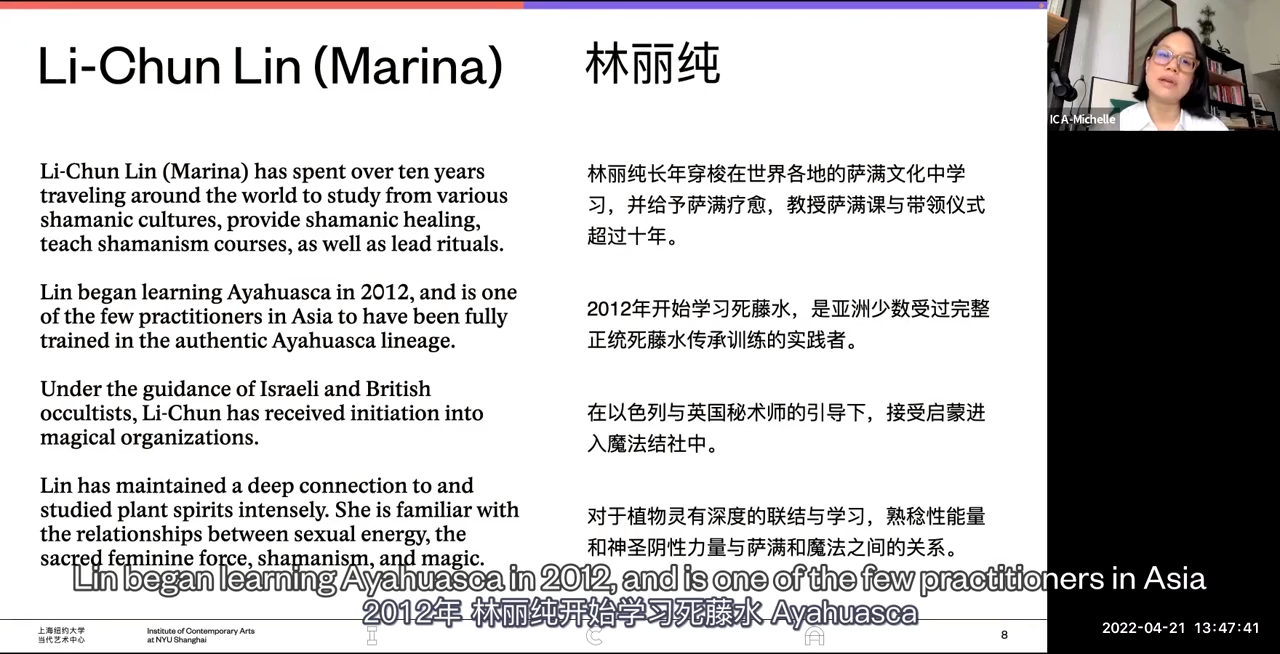 Li-Chun Lin (Marina)
林丽纯
Li-Chun Lin (Marina) has spent over ten years
traveling around the world to study from various
shamanic cultures, provide shamanic healing,
teach shamanism courses, as well as lead rituals.
Lin began learning Ayahuasca in 2012, and is one
of the few practitioners in Asia to have been fully
trained in the authentic Ayahuasca lineage.
Under the guidance of Israeli and British
occultists, Li-Chun has received initiation into
magical organizations.
Lin has maintained a deep connection to and
studied plant spirits intensely. She is familiar with
the relationships between sexual energy, the
sacred feminine force, shamanism, and magic.
林丽纯长年穿梭在世界各地的萨满文化中学
习，并给予萨满疗愈，教授萨满课与带领仪式
超过十年。
2012年开始学习死藤水，是亚洲少数受过完整
正统死藤水传承训练的实践者。
在以色列与英国秘术师的引导下，接受启蒙进
入魔法结社中。
对于植物灵有深度的联结与学习，熟稔性能量
和神圣阴性力量与萨满和魔法之间的关系。
Lin began learning Ayahuasca in 2012, and is one of the few practitioners in Asia
2012年 林丽纯开始学习死藤水 Ayahuasca
上海纽约大学
当代艺术中心
Institute of Contemporary Arts
at NYU Shanghai
I C A
8
ICA-Michelle
2022-04-21 13:47:41